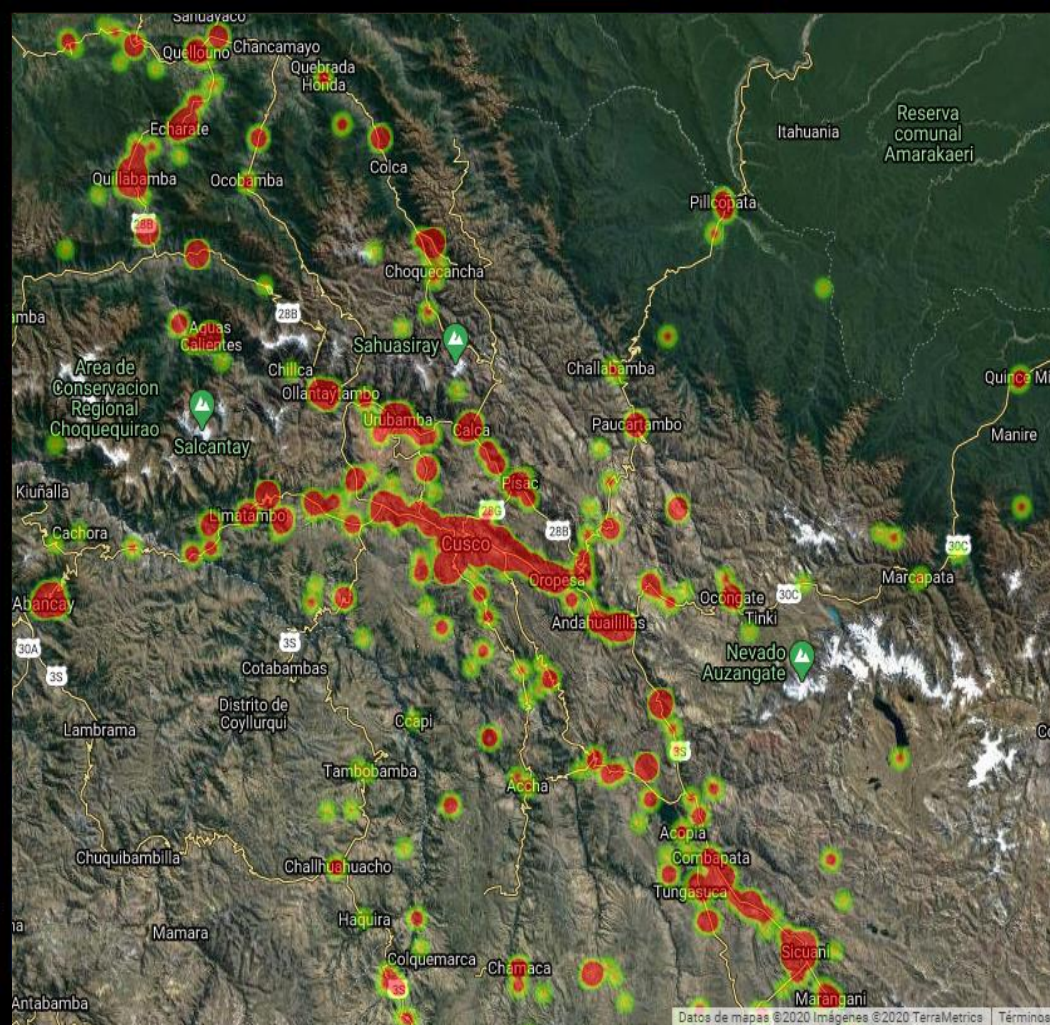 Sahuayaco
Quellouno
Chancamayo
Quebrada
Honda
Echarate
Itahuania
Reserva
comunal
Amarakaeri
Colca
Quillabamba
Ocobamba
Pillcopata
28B
Choquecancha
28B
Aguas
Calientes
Sahuasiray
Chillca
Challabamba
Area de
Conservacion
Regional
Choquequirao
Ollantaytambo
Quince Mi
Urubamba
Calca
Paucartambo
Manire
Salcantay
Pisac
Kiuñalla
Limatambo
28G
28B
Cachora
Cusco
30C
Oropesa
Marcapata
Abancay
Ocongate
30C
Andahuailillas
Tinki
30A
3S
Nevado
Auzangate
3S
Cotabambas
Distrito de
Coyllurqui
Ccapi
Lambrama
3S
Tambobamba
Accha
Acopia
Chuquibambilla
Combapata
Challhuahuacho
Tungasuca
Haquira
Mamara
Sicuani
Colquemarca
Chamaca
3S
Marangani
Antabamba
Datos de mapas ©2020 Imágenes ©2020 TerraMetrics
Términos